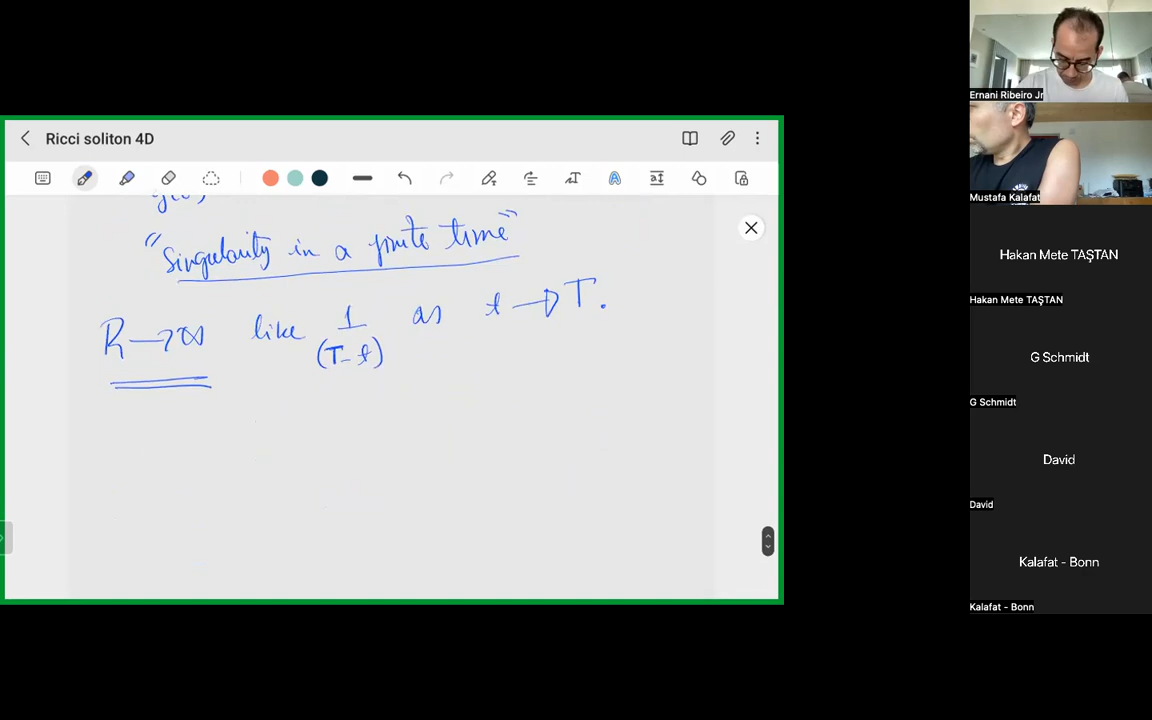 Ricci soliton 4D
"Singularity in a finite time"
R → ∞ like 1/(T-t) as t → T.
Ernani Ribeiro Jr
Mustafa Kalafat
Hakan Mete TAŞTAN
Hakan Mete TAŞTAN
G Schmidt
G Schmidt
David
David
Kalafat - Bonn
Kalafat - Bonn